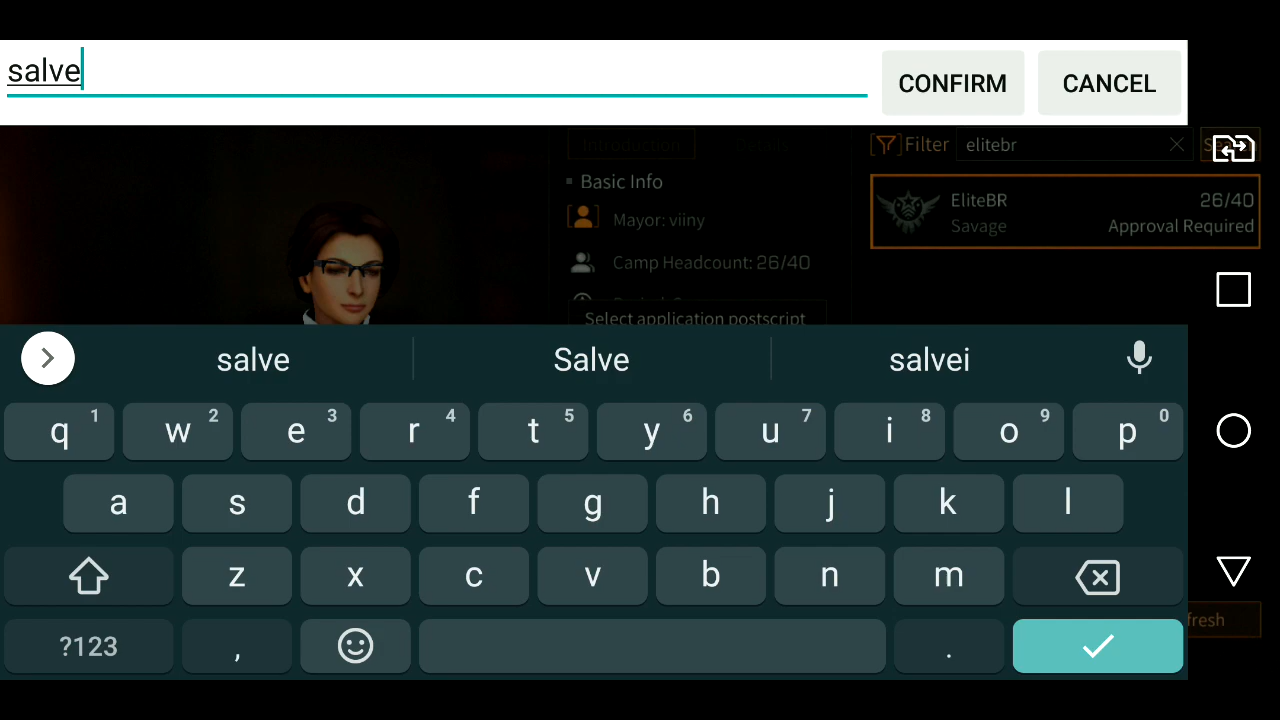 salve
CONFIRM
CANCEL
Introduction
Details
Filter
elitebr
Basic Info
EliteBR
26/40
Mayor: viiny
Savage
Approval Required
Camp Headcount: 26/40
Select application postscript
salve
Salve
salvei
q 1 w 2 e 3 r 4 t 5 y 6 u 7 i 8 o 9 p 0
a s d f g h j k l
z x c v b n m
fresh
?123 , .